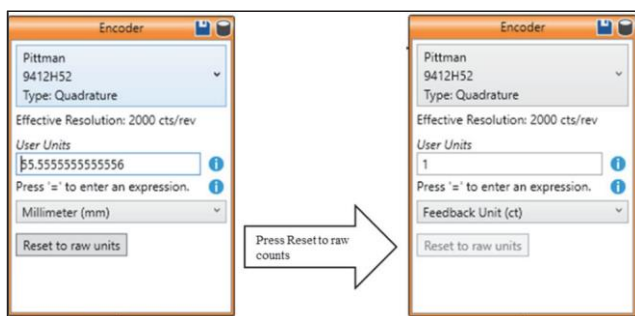 Encoder
Pittman
9412H52
Type: Quadrature
Effective Resolution: 2000 cts/rev
User Units
55.5555555555556
Press '=' to enter an expression.
Millimeter (mm)
Reset to raw units
Press Reset to raw
counts
Encoder
Pittman
9412H52
Type: Quadrature
Effective Resolution: 2000 cts/rev
User Units
1
Press '=' to enter an expression.
Feedback Unit (ct)
Reset to raw units